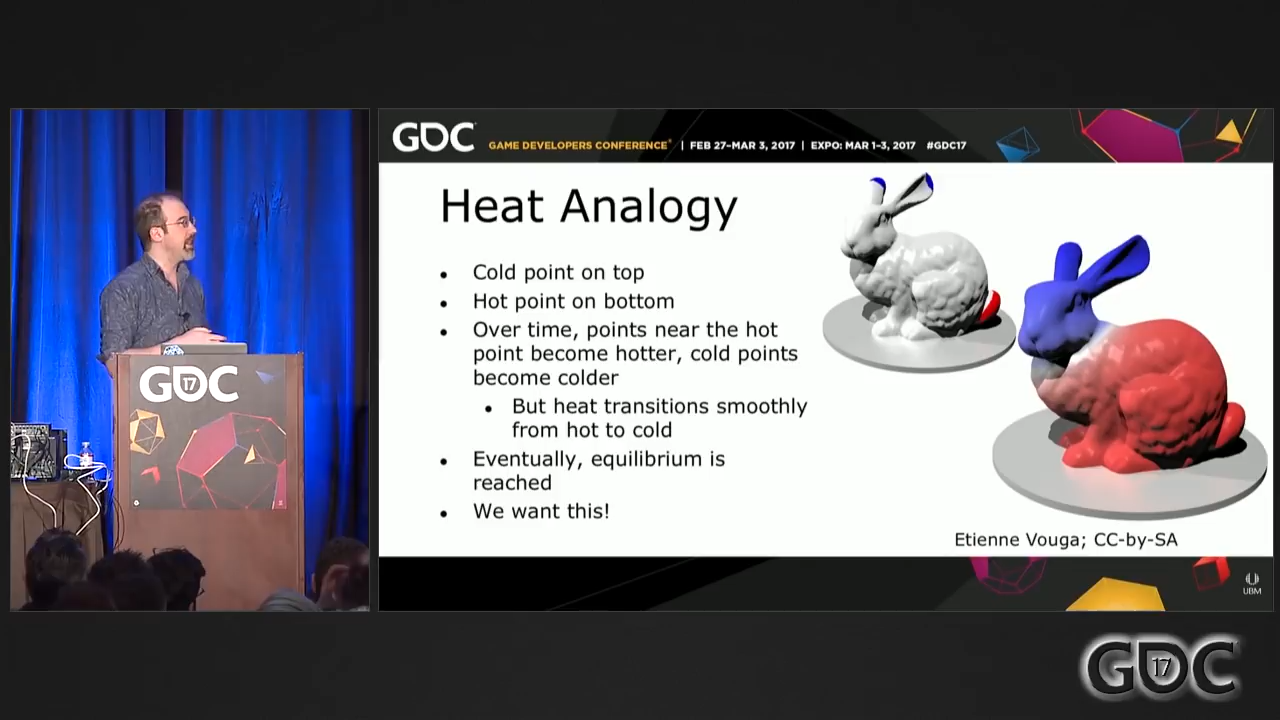 GDC GAME DEVELOPERS CONFERENCE® | FEB 27–MAR 3, 2017 | EXPO: MAR 1–3, 2017 #GDC17
Heat Analogy
• Cold point on top
• Hot point on bottom
• Over time, points near the hot
point become hotter, cold points
become colder
• But heat transitions smoothly
from hot to cold
• Eventually, equilibrium is
reached
• We want this!
Etienne Vouga; CC-by-SA
UBM
GDC
17
GDC
17